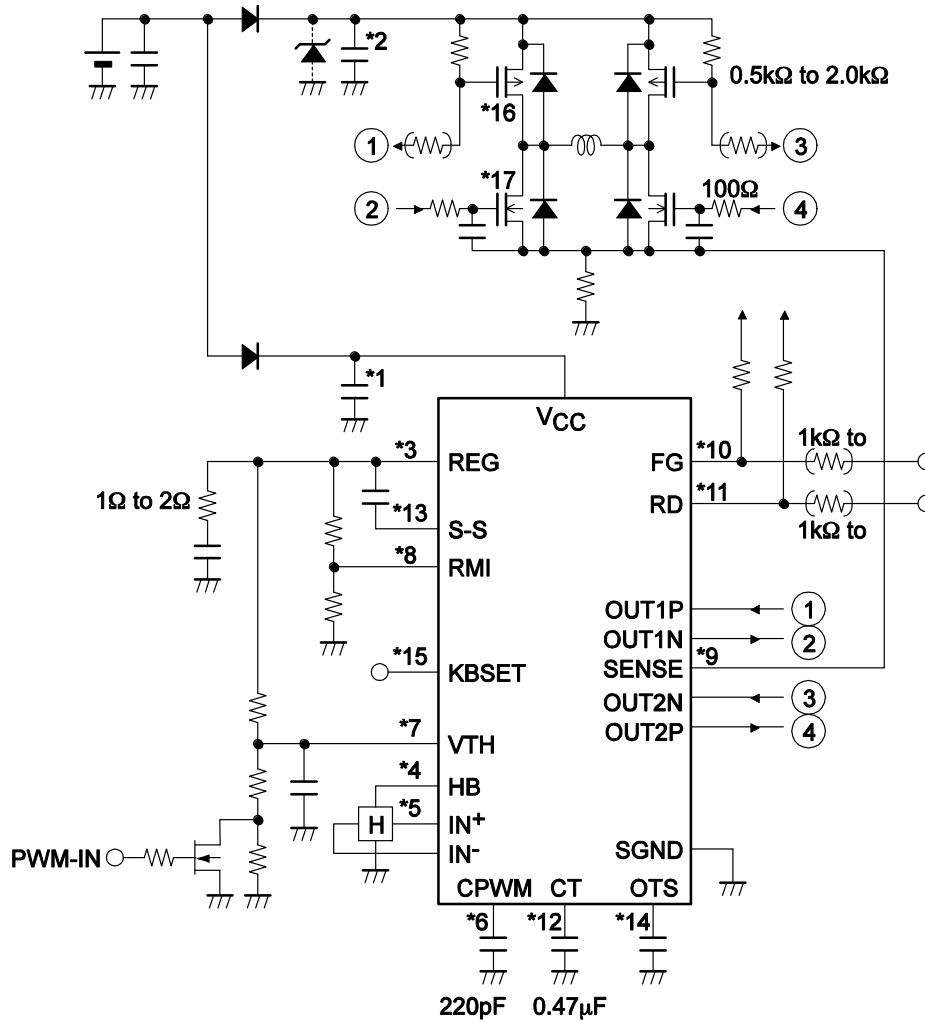 *2
0.5kΩ to 2.0kΩ
*16
1
3
*17
100Ω
2
4
*1
VCC
*3 REG
FG *10
1kΩ to
1Ω to 2Ω
*13 S-S
RD *11
1kΩ to
*8 RMI
OUT1P 1
OUT1N 2
*15 KBSET
SENSE *9
OUT2N 3
OUT2P 4
*7 VTH
*4 HB
H *5 IN+
IN-
PWM-IN
SGND
CPWM CT OTS
*6 *12 *14
220pF 0.47µF